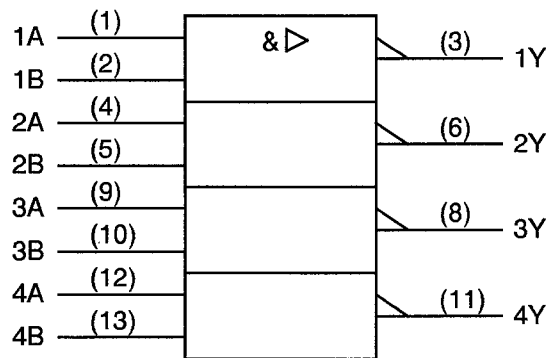 1A (1)
& ▷
(3) 1Y
1B (2)
2A (4)
(6) 2Y
2B (5)
3A (9)
(8) 3Y
3B (10)
4A (12)
(11) 4Y
4B (13)